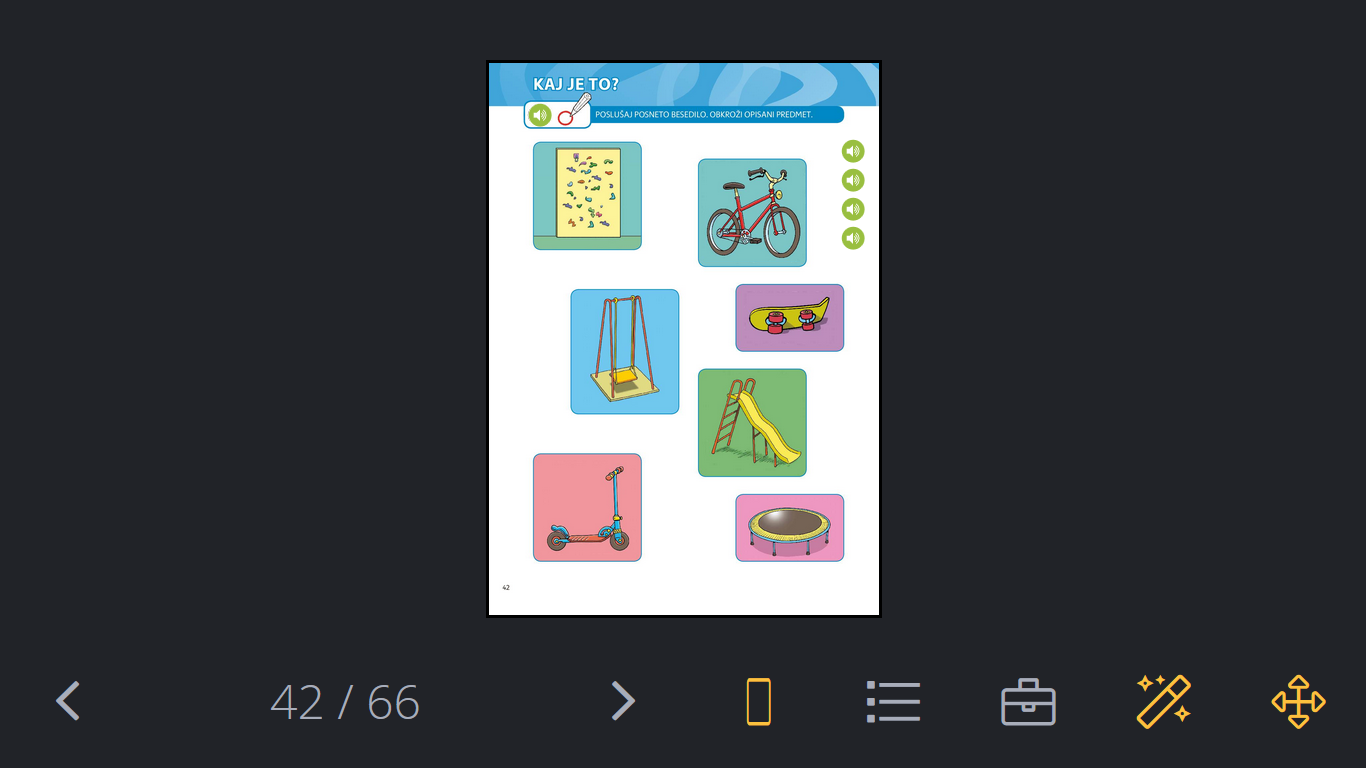 KAJ JE TO?
POSLUŠAJ POSNETO BESEDILO. OBKROŽI OPISANI PREDMET.
42
42 / 66